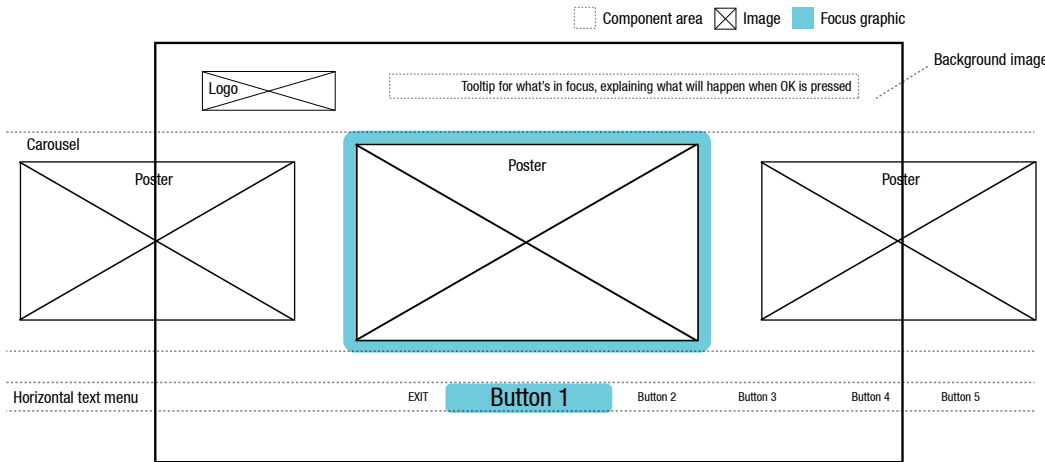 Component area
Image
Focus graphic
Background image
Logo
Tooltip for what's in focus, explaining what will happen when OK is pressed
Carousel
Poster
Poster
Poster
Horizontal text menu
EXIT
Button 1
Button 2
Button 3
Button 4
Button 5